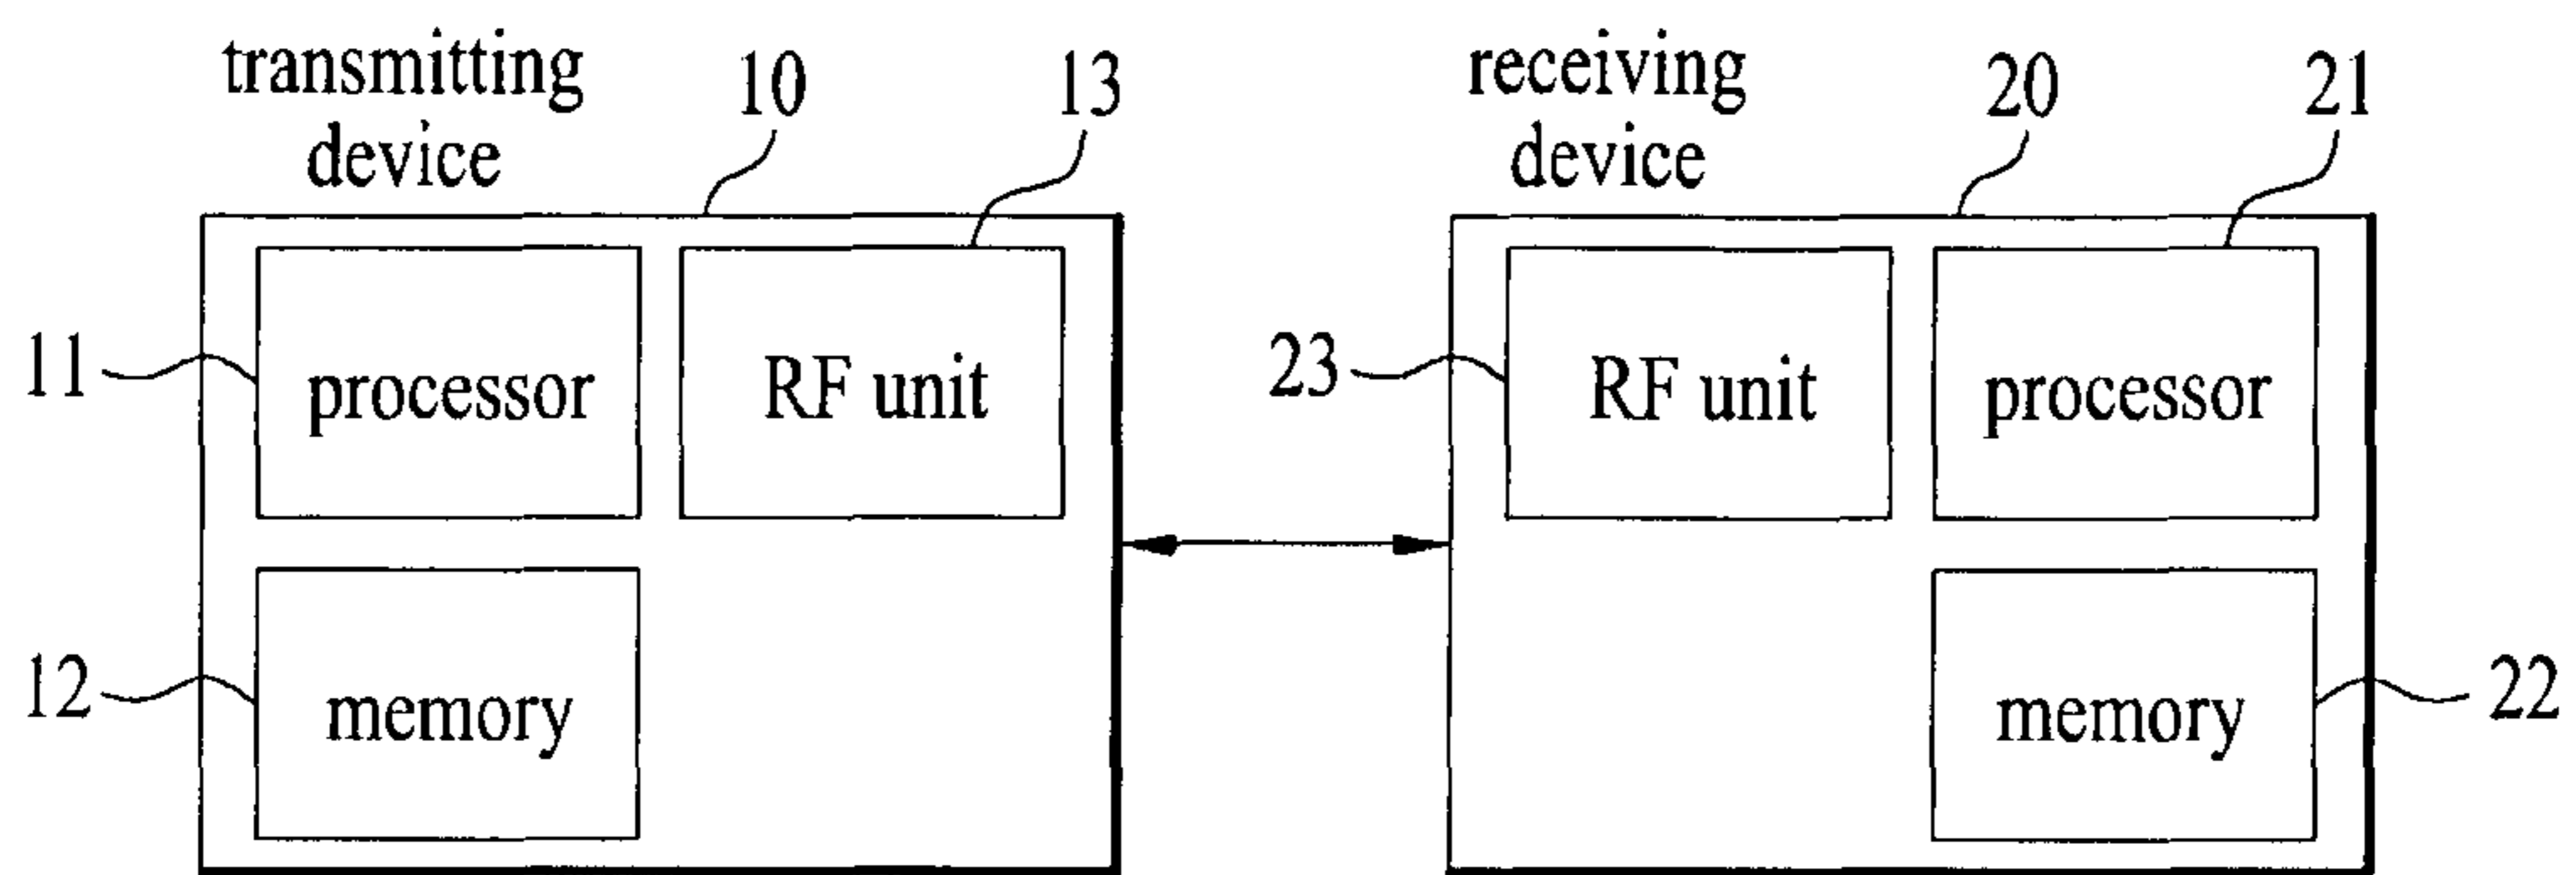 transmitting
device
10
13
receiving
device
20
21
11
processor
RF unit
23
RF unit
processor
12
memory
memory
22